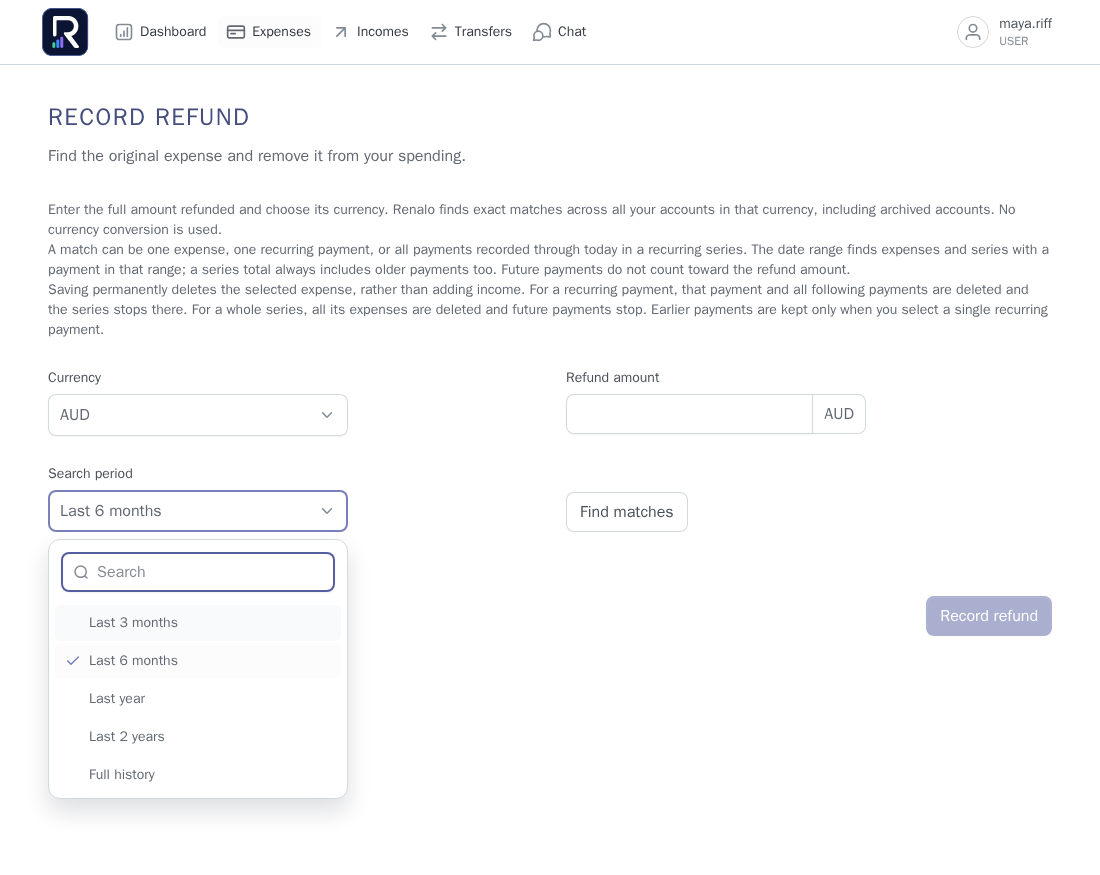 Dashboard
Expenses
Incomes
Transfers
Chat
maya.riff
USER
RECORD REFUND
Find the original expense and remove it from your spending.
Enter the full amount refunded and choose its currency. Renalo finds exact matches across all your accounts in that currency, including archived accounts. No
currency conversion is used.
A match can be one expense, one recurring payment, or all payments recorded through today in a recurring series. The date range finds expenses and series with a
payment in that range; a series total always includes older payments too. Future payments do not count toward the refund amount.
Saving permanently deletes the selected expense, rather than adding income. For a recurring payment, that payment and all following payments are deleted and
the series stops there. For a whole series, all its expenses are deleted and future payments stop. Earlier payments are kept only when you select a single recurring
payment.
Currency
Refund amount
AUD
AUD
Search period
Last 6 months
Find matches
Search
Last 3 months
Record refund
Last 6 months
Last year
Last 2 years
Full history